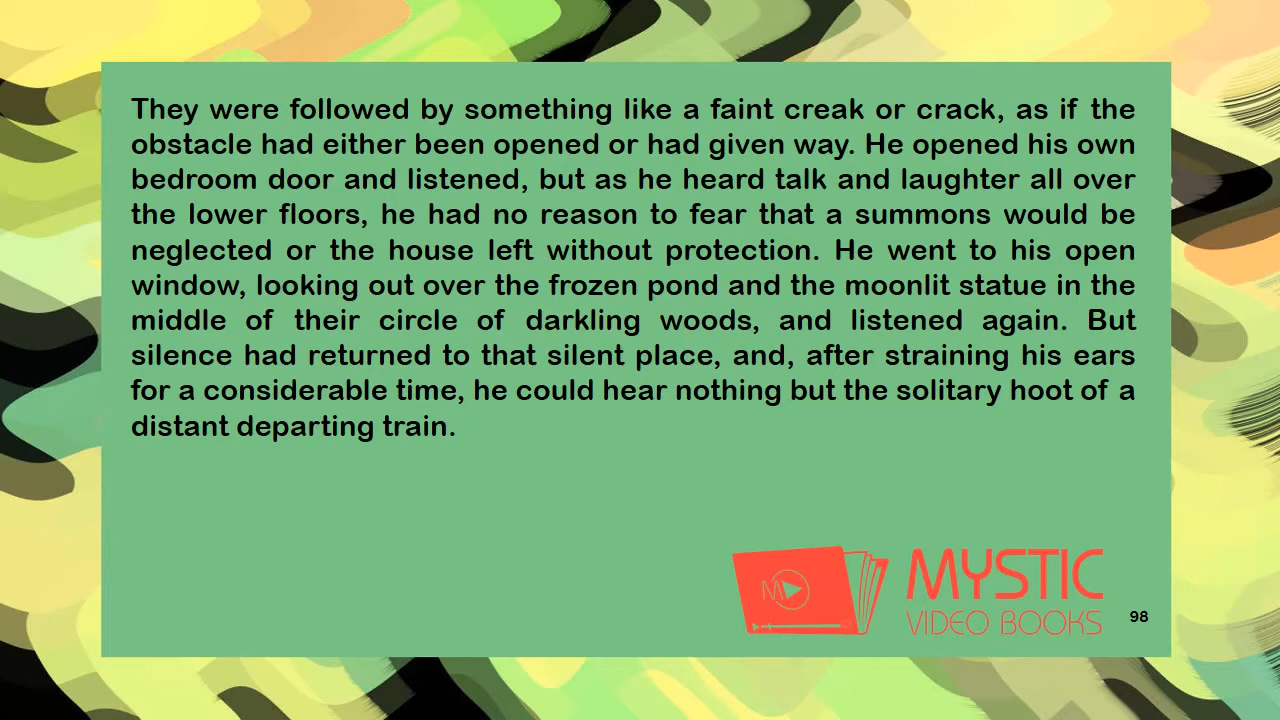 They were followed by something like a faint creak or crack, as if the
obstacle had either been opened or had given way. He opened his own
bedroom door and listened, but as he heard talk and laughter all over
the lower floors, he had no reason to fear that a summons would be
neglected or the house left without protection. He went to his open
window, looking out over the frozen pond and the moonlit statue in the
middle of their circle of darkling woods, and listened again. But
silence had returned to that silent place, and, after straining his ears
for a considerable time, he could hear nothing but the solitary hoot of a
distant departing train.
M
MYSTIC
VIDEO BOOKS
98